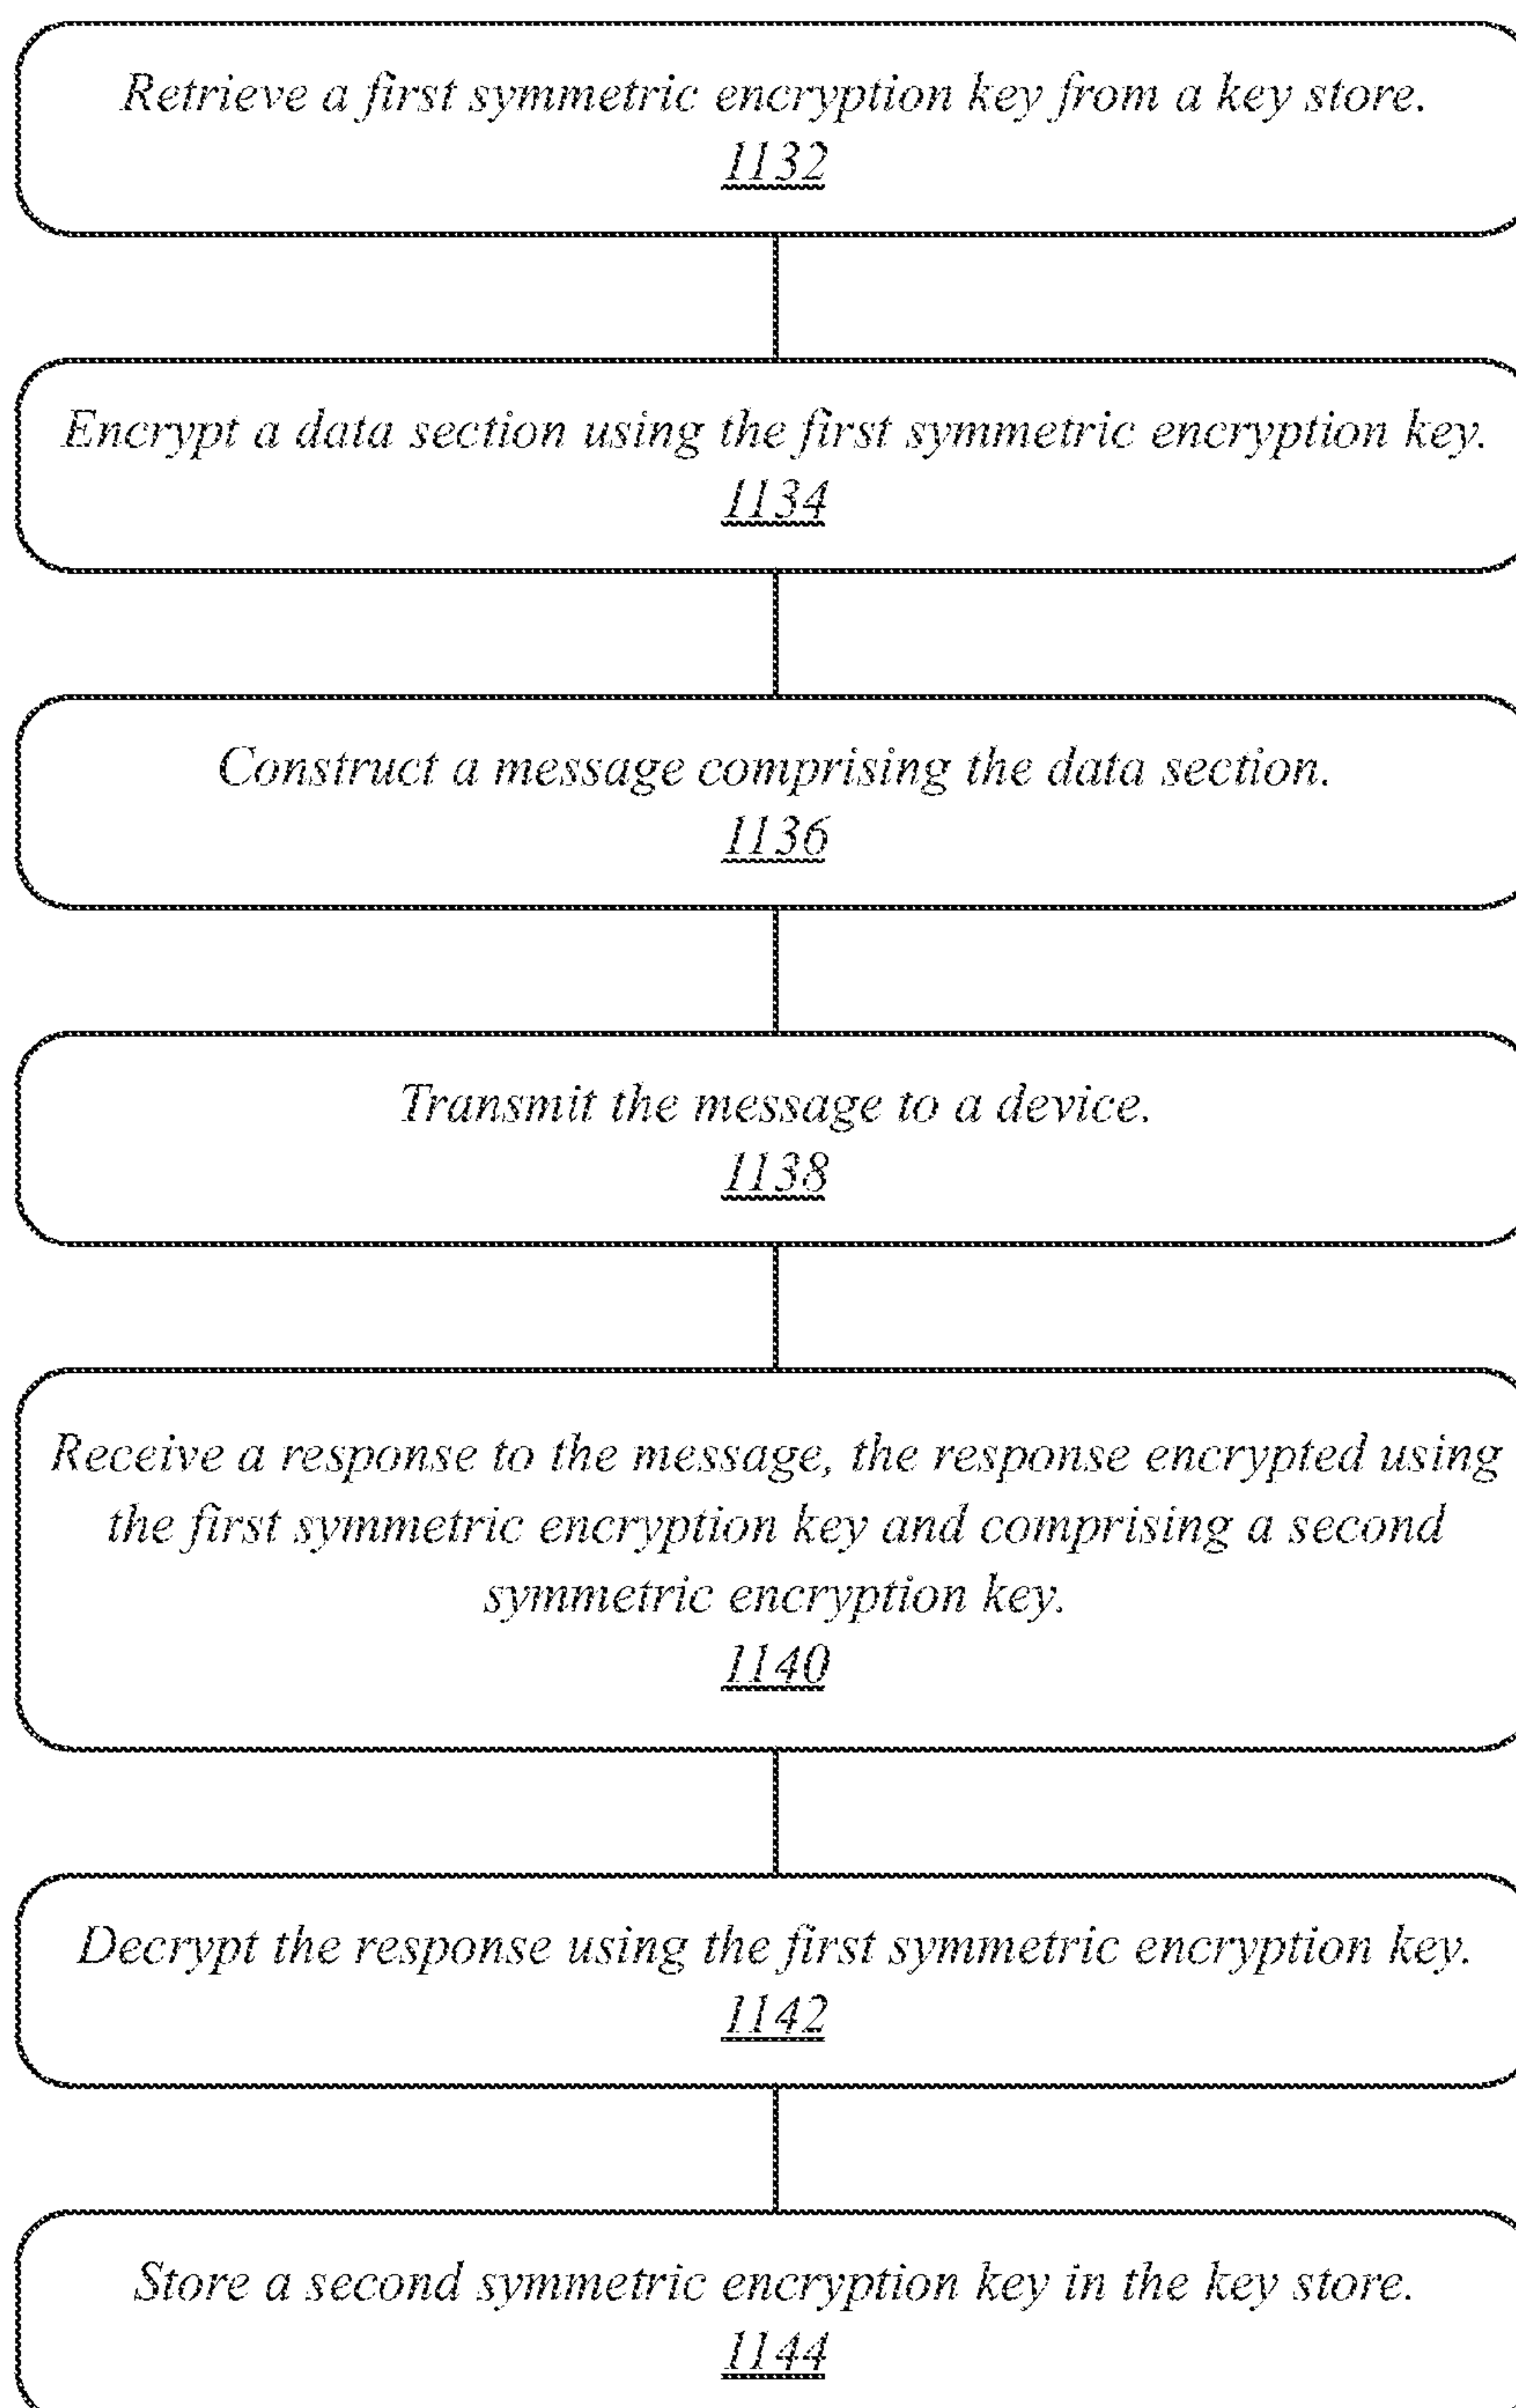 Retrieve a first symmetric encryption key from a key store.
1132
Encrypt a data section using the first symmetric encryption key.
1134
Construct a message comprising the data section.
1136
Transmit the message to a device.
1138
Receive a response to the message, the response encrypted using
the first symmetric encryption key and comprising a second
symmetric encryption key.
1140
Decrypt the response using the first symmetric encryption key.
1142
Store a second symmetric encryption key in the key store.
1144